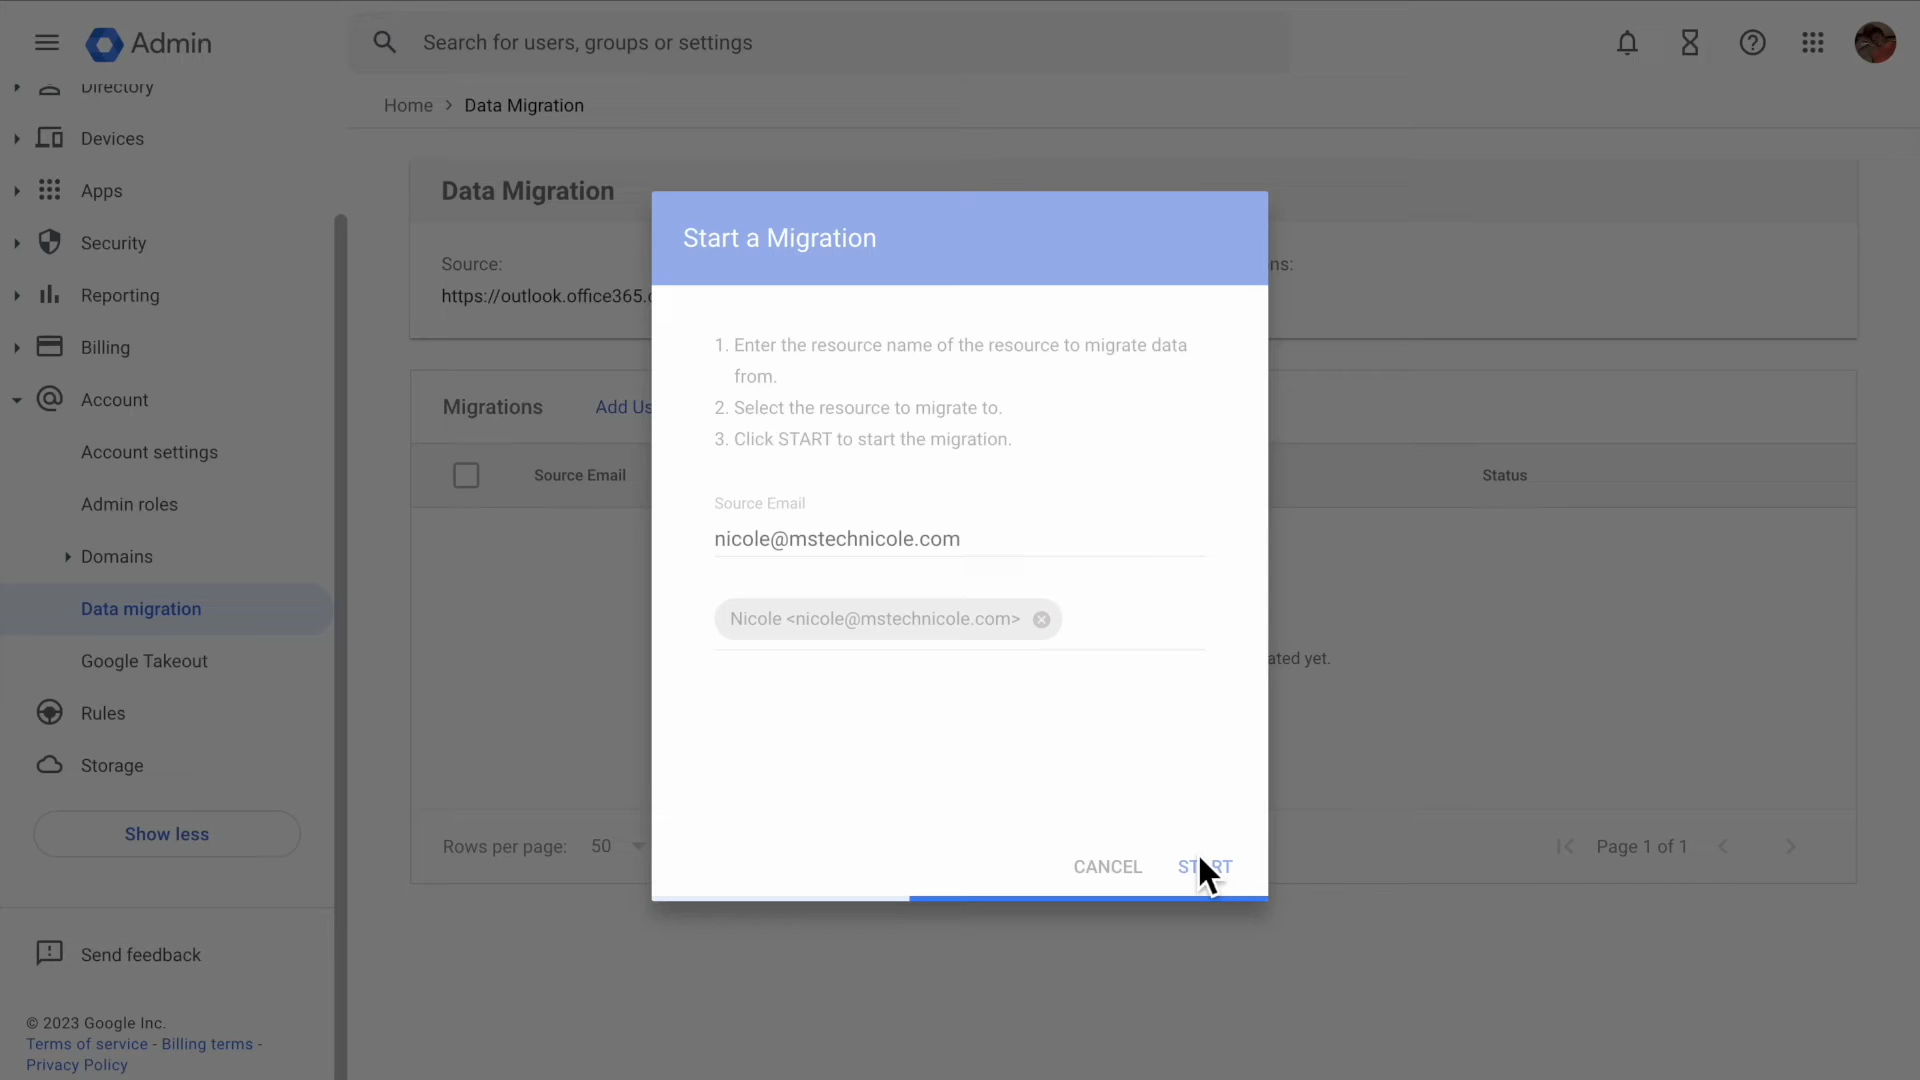 Admin
Search for users, groups or settings
Directory
Devices
Apps
Security
Reporting
Billing
Account
Account settings
Admin roles
Domains
Data migration
Google Takeout
Rules
Storage
Show less
Send feedback
© 2023 Google Inc.
Terms of service - Billing terms -
Privacy Policy
Home > Data Migration
Data Migration
Source:
https://outlook.office365.
ns:
Migrations
Add Us
Source Email
Status
ated yet.
Rows per page: 50
Page 1 of 1
Start a Migration
1. Enter the resource name of the resource to migrate data
from.
2. Select the resource to migrate to.
3. Click START to start the migration.
Source Email
nicole@mstechnicole.com
Nicole <nicole@mstechnicole.com>
CANCEL
START